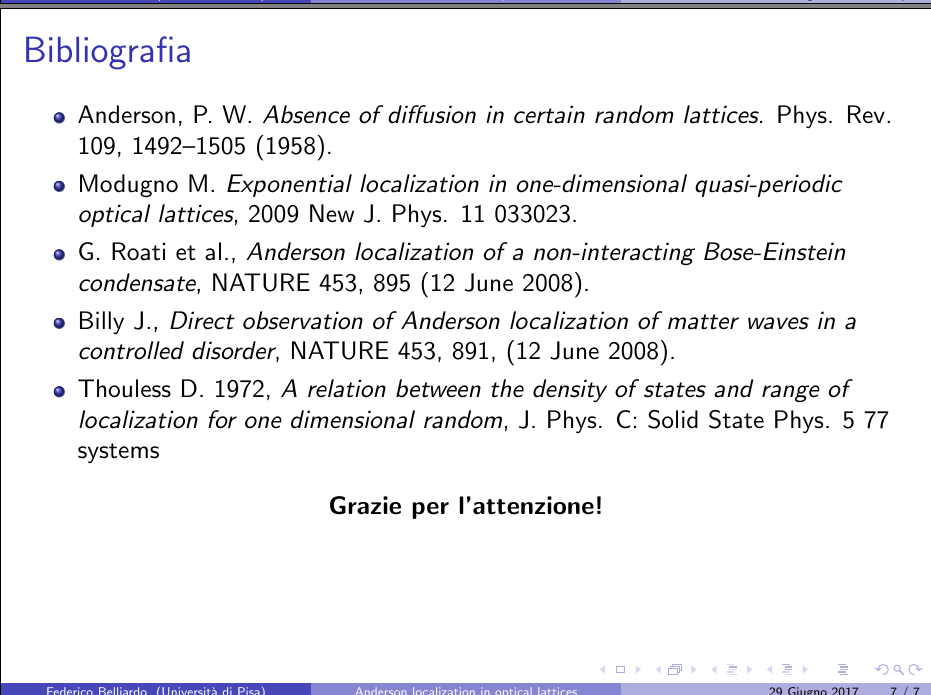 Bibliografia
Anderson, P. W. Absence of diffusion in certain random lattices. Phys. Rev.
109, 1492–1505 (1958).
Modugno M. Exponential localization in one-dimensional quasi-periodic
optical lattices, 2009 New J. Phys. 11 033023.
G. Roati et al., Anderson localization of a non-interacting Bose-Einstein
condensate, NATURE 453, 895 (12 June 2008).
Billy J., Direct observation of Anderson localization of matter waves in a
controlled disorder, NATURE 453, 891, (12 June 2008).
Thouless D. 1972, A relation between the density of states and range of
localization for one dimensional random, J. Phys. C: Solid State Phys. 5 77
systems
Grazie per l'attenzione!
Federico Belliardo (Università di Pisa) Anderson localization in optical lattices 29 Giugno 2017 7 / 7